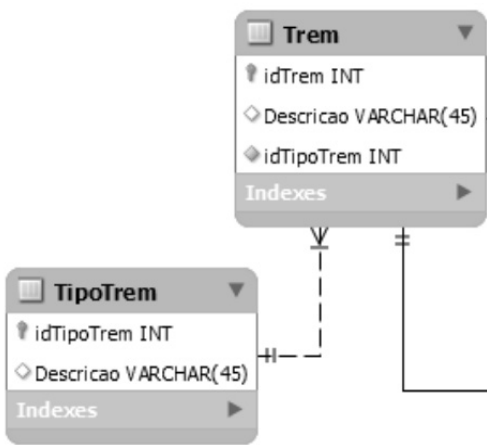 Trem
idTrem INT
Descricao VARCHAR(45)
idTipoTrem INT
Indexes
TipoTrem
idTipoTrem INT
Descricao VARCHAR(45)
Indexes